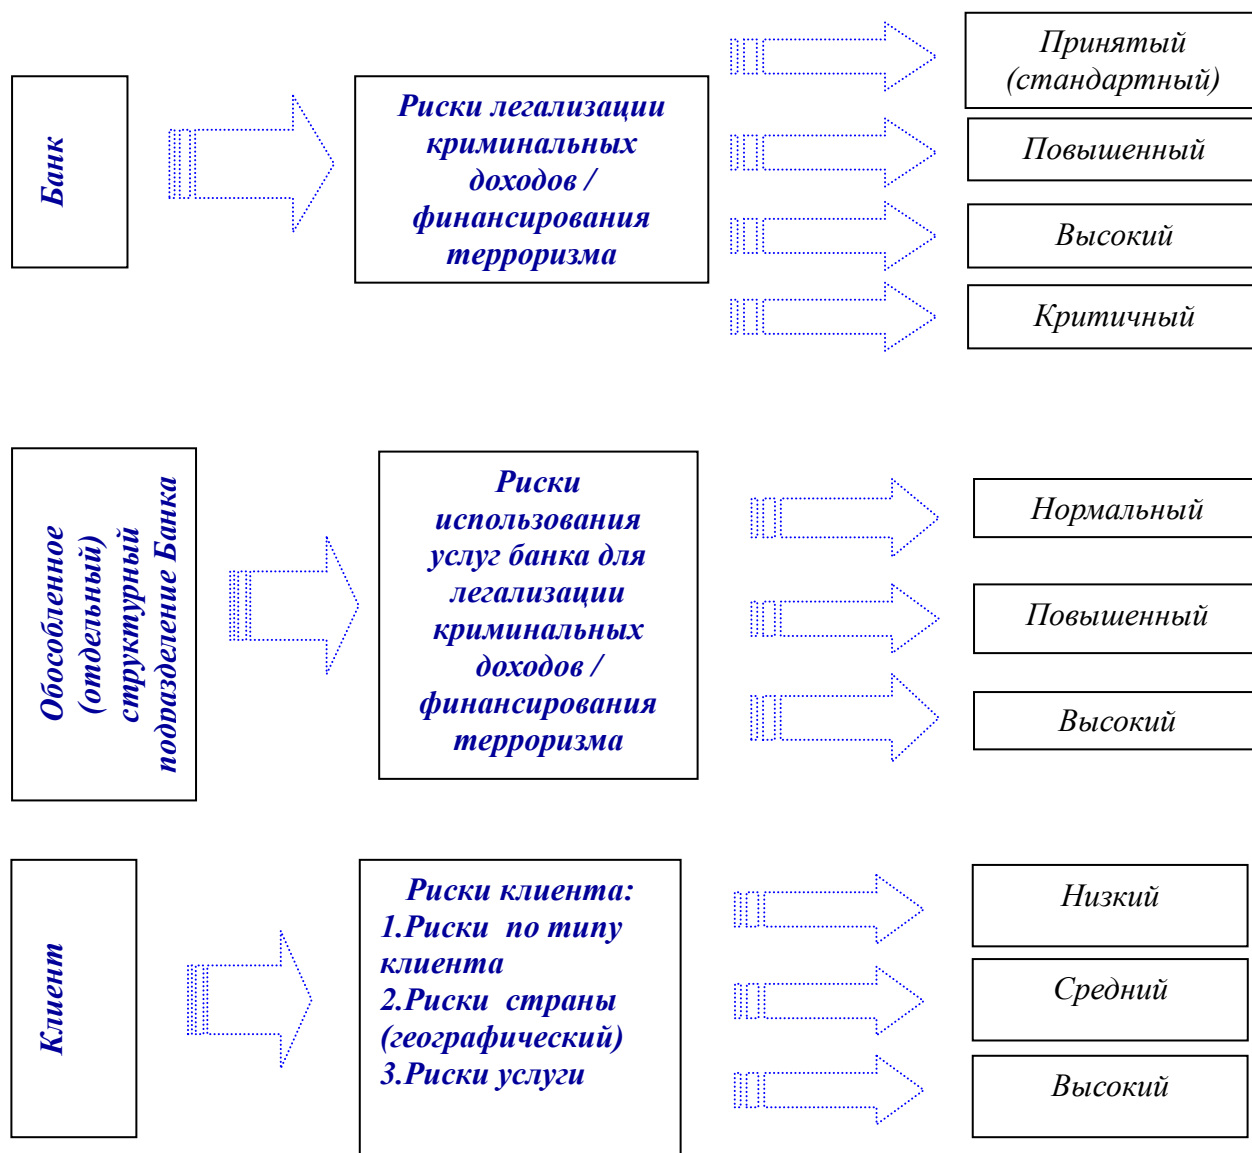 Банк
Риски легализации
криминальных
доходов /
финансирования
терроризма
Принятый
(стандартный)
Повышенный
Высокий
Критичный
Обособленное
(отдельный)
структурный
подразделение Банка
Риски
использования
услуг банка для
легализации
криминальных
доходов /
финансирования
терроризма
Нормальный
Повышенный
Высокий
Клиент
Риски клиента:
1.Риски по типу
клиента
2.Риски страны
(географический)
3.Риски услуги
Низкий
Средний
Высокий